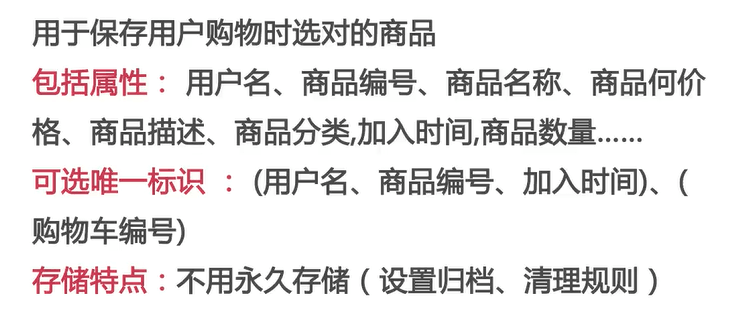 用于保存用户购物时选对的商品
包括属性： 用户名、商品编号、商品名称、商品何价
格、商品描述、商品分类,加入时间,商品数量......
可选唯一标识 ： (用户名、商品编号、加入时间)、(
购物车编号)
存储特点：不用永久存储（设置归档、清理规则）